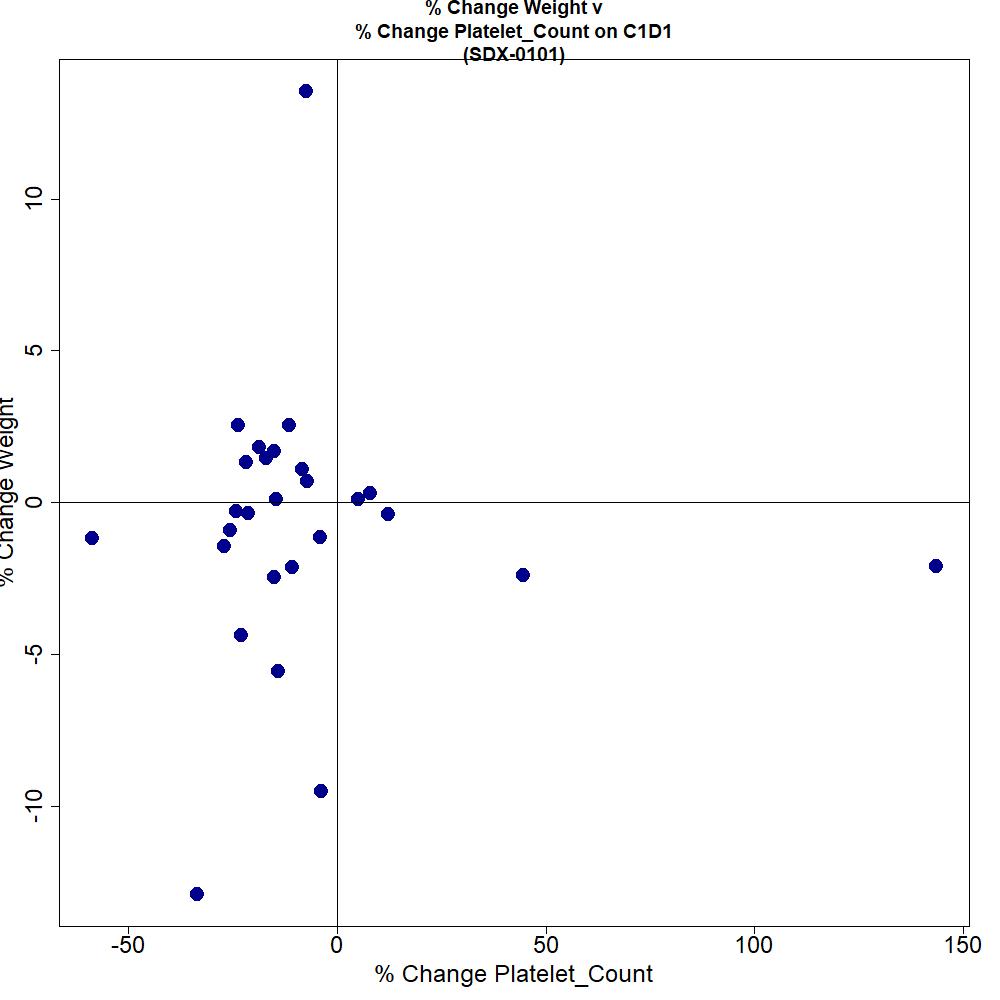 % Change Weight v
% Change Platelet_Count on C1D1
(SDX-0101)
% Change Weight
10
5
0
-5
-10
-50
0
50
100
150
% Change Platelet_Count